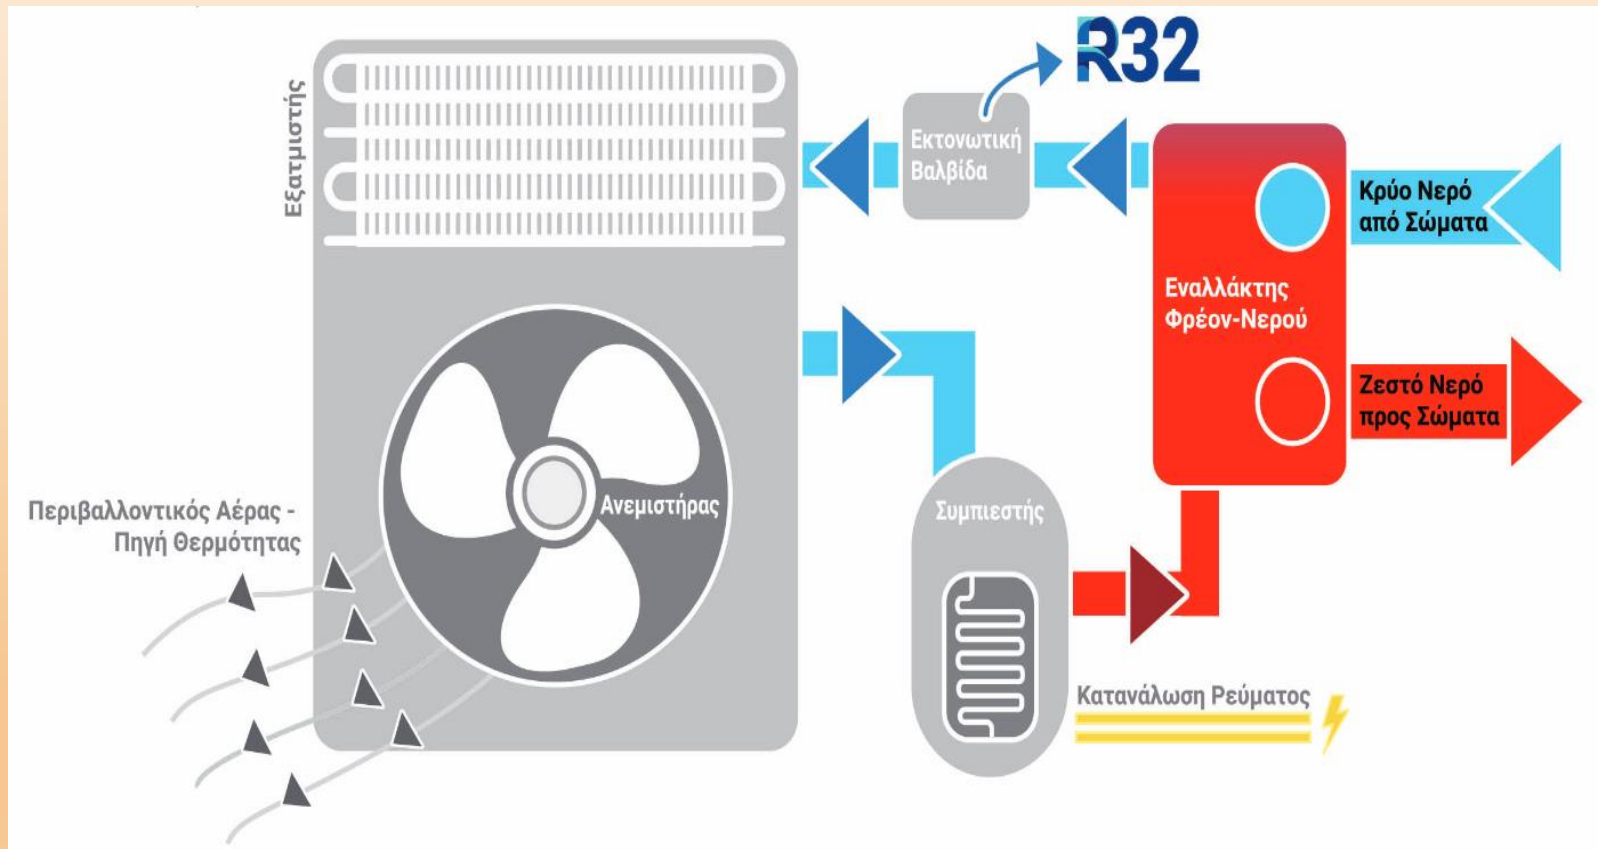 R32
Εξατμιστής
Εκτονωτική
Βαλβίδα
Κρύο Νερό
από Σώματα
Εναλλάκτης
Φρέον-Νερού
Ζεστό Νερό
προς Σώματα
Ανεμιστήρας
Συμπιεστής
Περιβαλλοντικός Αέρας -
Πηγή Θερμότητας
Κατανάλωση Ρεύματος